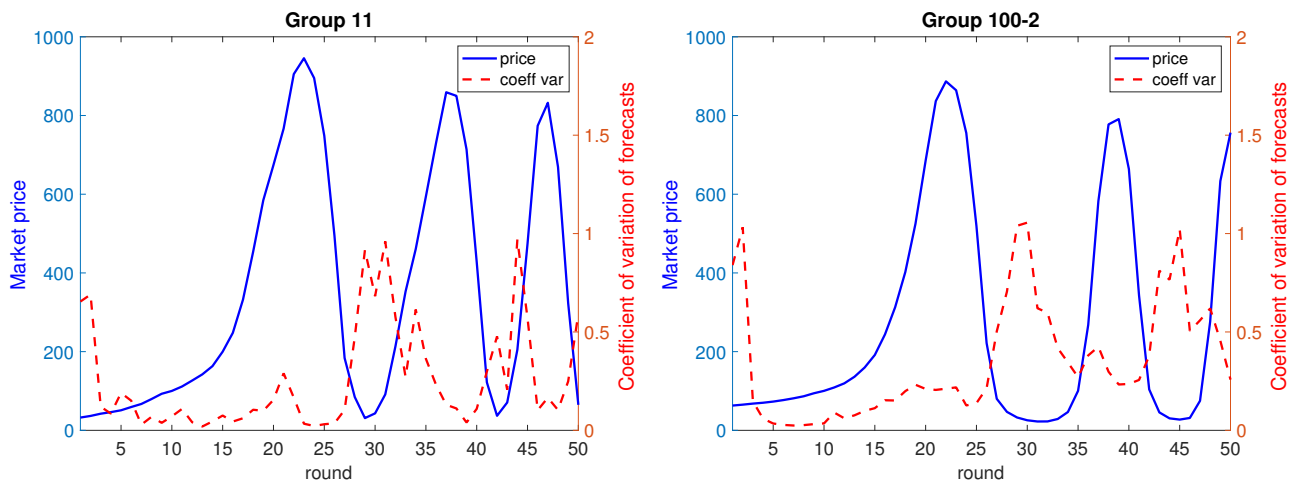 Group 11
1000
800
600
400
200
0
Market price
2
1.5
1
0.5
0
Coefficient of variation of forecasts
price
coeff var
5 10 15 20 25 30 35 40 45 50
round
Group 100-2
1000
800
600
400
200
0
Market price
2
1.5
1
0.5
0
Coefficient of variation of forecasts
price
coeff var
5 10 15 20 25 30 35 40 45 50
round